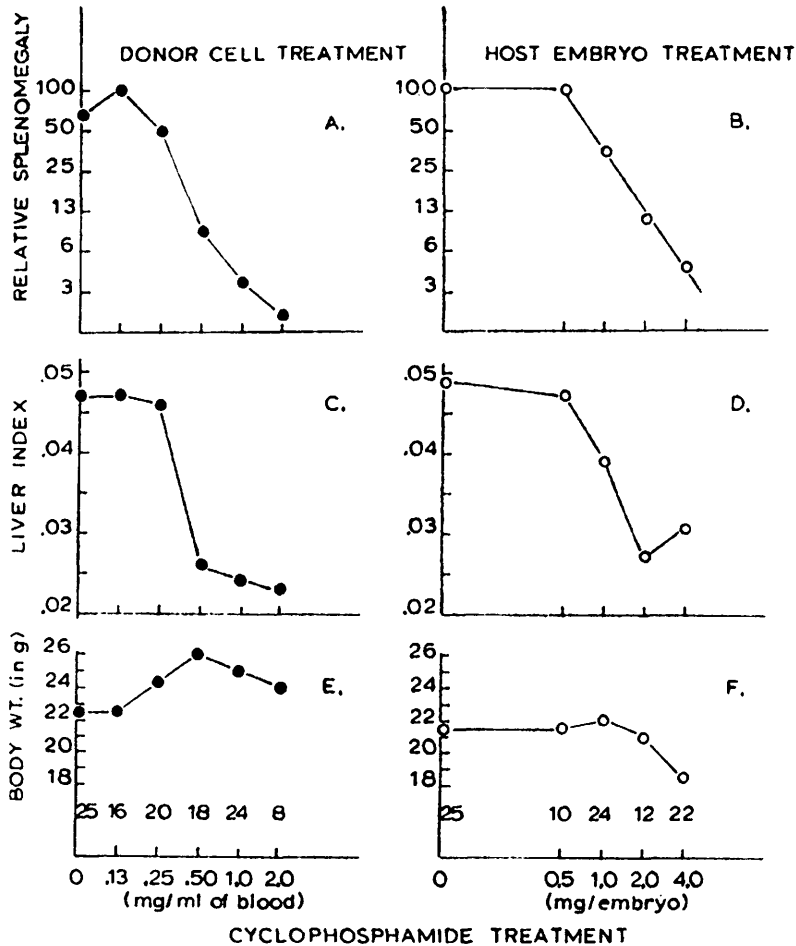 DONOR CELL TREATMENT
HOST EMBRYO TREATMENT
RELATIVE SPLENOMEGALY
100
50
25
13
6
3
A.
100
50
25
13
6
3
B.
LIVER INDEX
.05
.04
.03
.02
C.
.05
.04
.03
.02
D.
BODY WT. (in g)
26
24
22
20
18
E.
25 16 20 18 24 8
0 .13 .25 .50 1.0 2.0
(mg/ml of blood)
26
24
22
20
18
F.
25 10 24 12 22
0 0.5 1.0 2.0 4.0
(mg/embryo)
CYCLOPHOSPHAMIDE TREATMENT